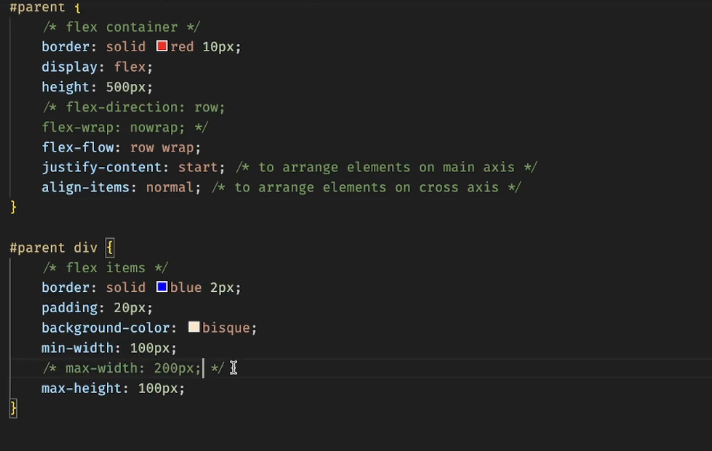 #parent {
/* flex container */
border: solid red 10px;
display: flex;
height: 500px;
/* flex-direction: row;
flex-wrap: nowrap; */
flex-flow: row wrap;
justify-content: start; /* to arrange elements on main axis */
align-items: normal; /* to arrange elements on cross axis */
}
#parent div {
/* flex items */
border: solid blue 2px;
padding: 20px;
background-color: bisque;
min-width: 100px;
/* max-width: 200px; */
max-height: 100px;
}